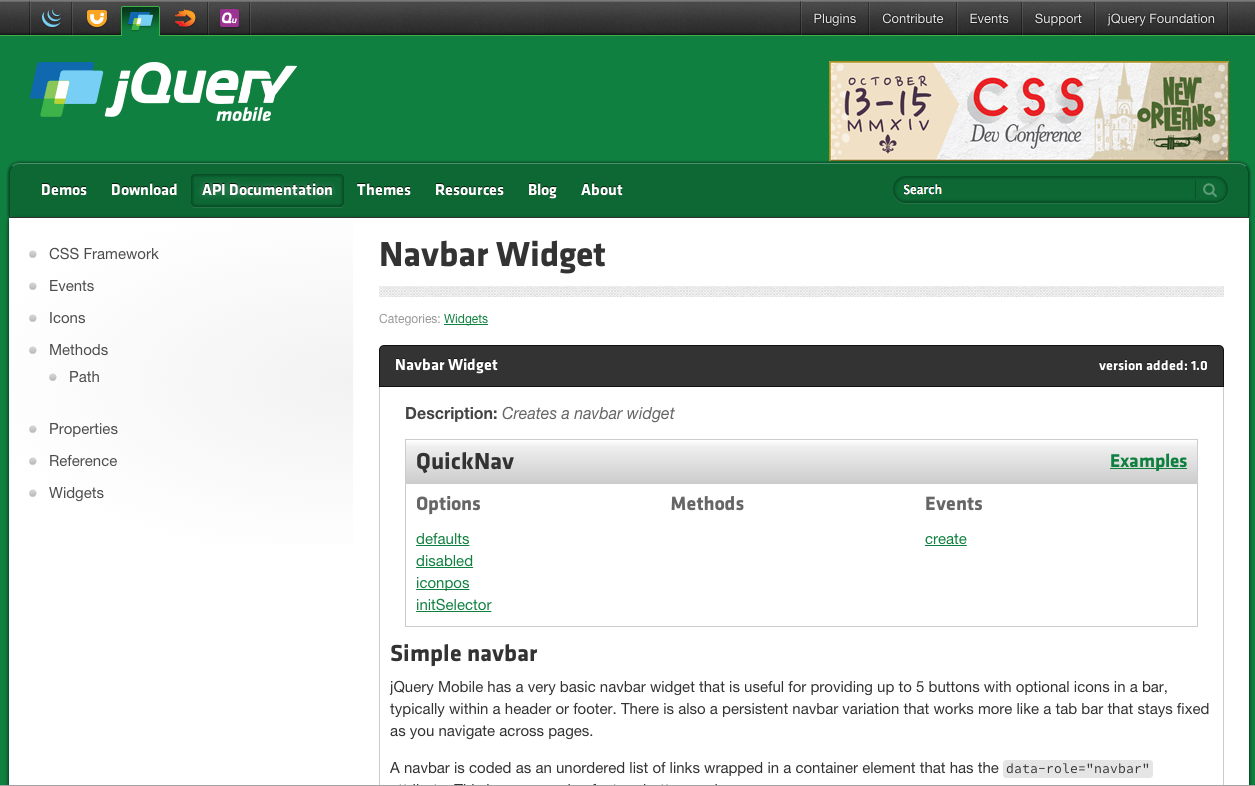 Plugins Contribute Events Support jQuery Foundation
Qu
jQuery
mobile
OCTOBER
13-15
MMXIV
CSS
Dev Conference
NEW
ORLEANS
Demos Download API Documentation Themes Resources Blog About Search
CSS Framework
Events
Icons
Methods
Path
Properties
Reference
Widgets
Navbar Widget
Categories: Widgets
Navbar Widget version added: 1.0
Description: Creates a navbar widget
QuickNav Examples
Options Methods Events
defaults create
disabled
iconpos
initSelector
Simple navbar
jQuery Mobile has a very basic navbar widget that is useful for providing up to 5 buttons with optional icons in a bar,
typically within a header or footer. There is also a persistent navbar variation that works more like a tab bar that stays fixed
as you navigate across pages.
A navbar is coded as an unordered list of links wrapped in a container element that has the data-role="navbar"